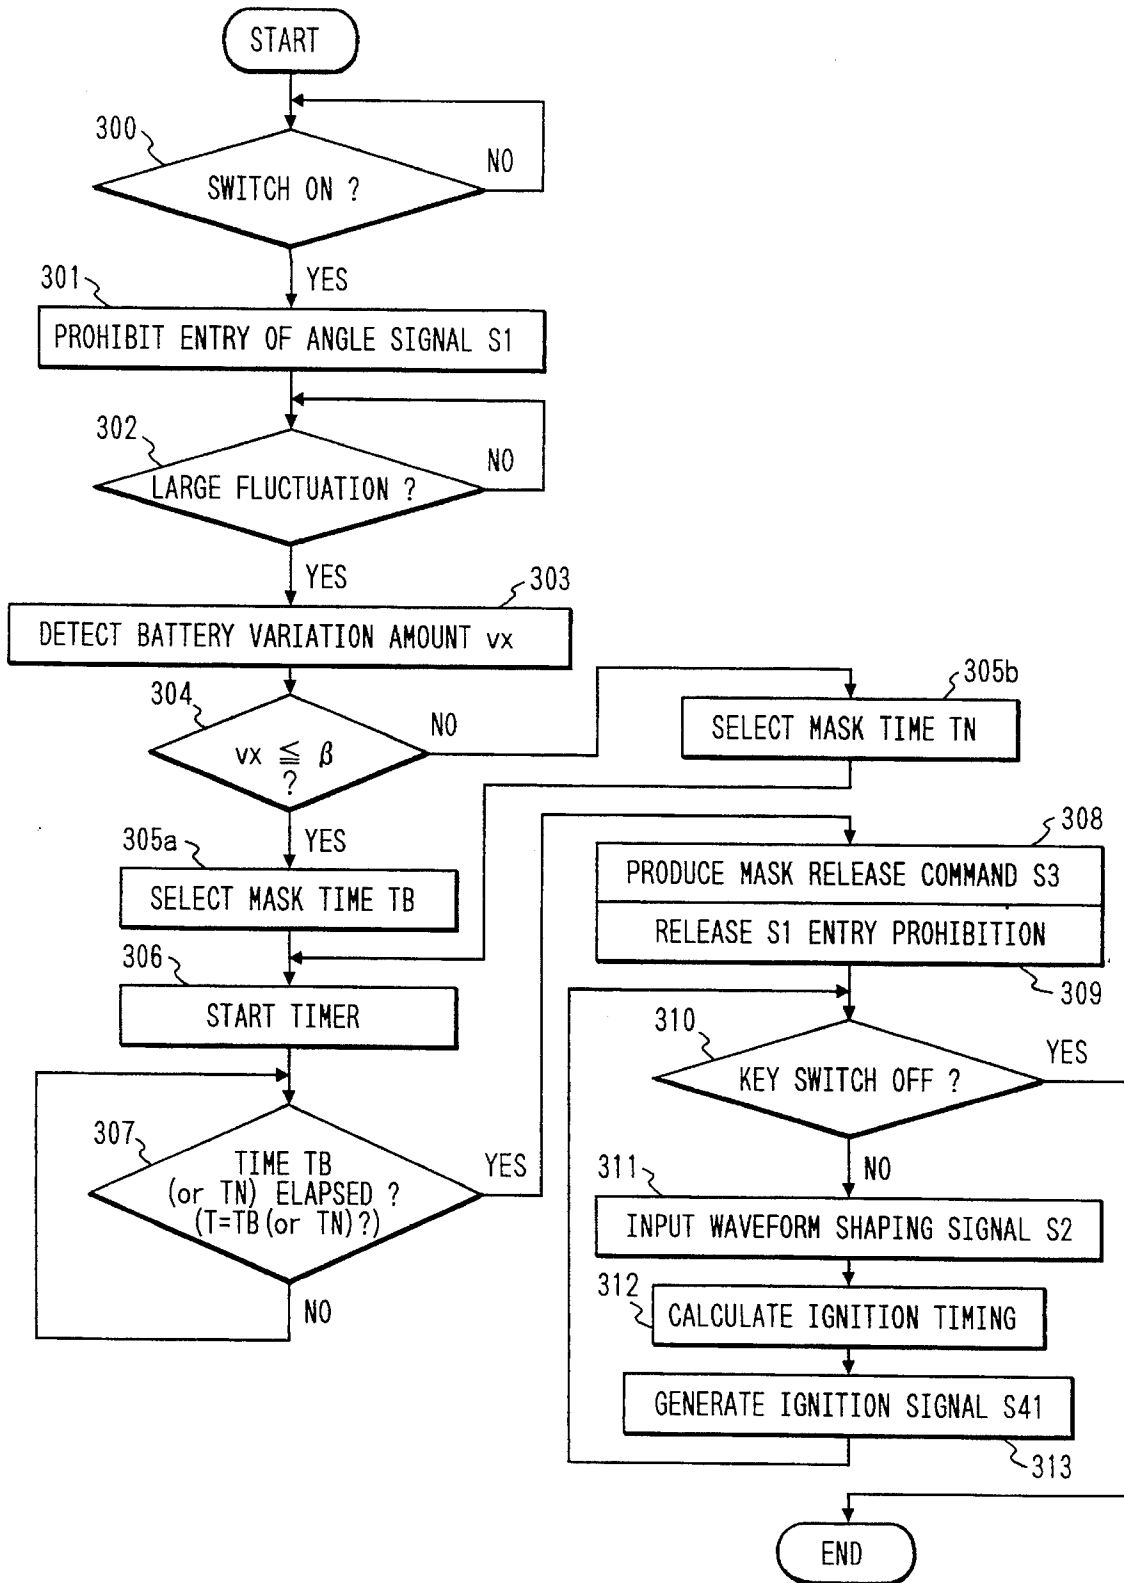 START
300
NO
SWITCH ON ?
YES
301
PROHIBIT ENTRY OF ANGLE SIGNAL S1
302
NO
LARGE FLUCTUATION ?
YES
303
DETECT BATTERY VARIATION AMOUNT vx
304
NO
vx ≦ β
?
YES
305b
SELECT MASK TIME TN
305a
SELECT MASK TIME TB
306
START TIMER
307
TIME TB
(or TN) ELAPSED ?
(T=TB(or TN)?)
YES
NO
308
PRODUCE MASK RELEASE COMMAND S3
RELEASE S1 ENTRY PROHIBITION
309
310
YES
KEY SWITCH OFF ?
NO
311
INPUT WAVEFORM SHAPING SIGNAL S2
312
CALCULATE IGNITION TIMING
GENERATE IGNITION SIGNAL S41
313
END